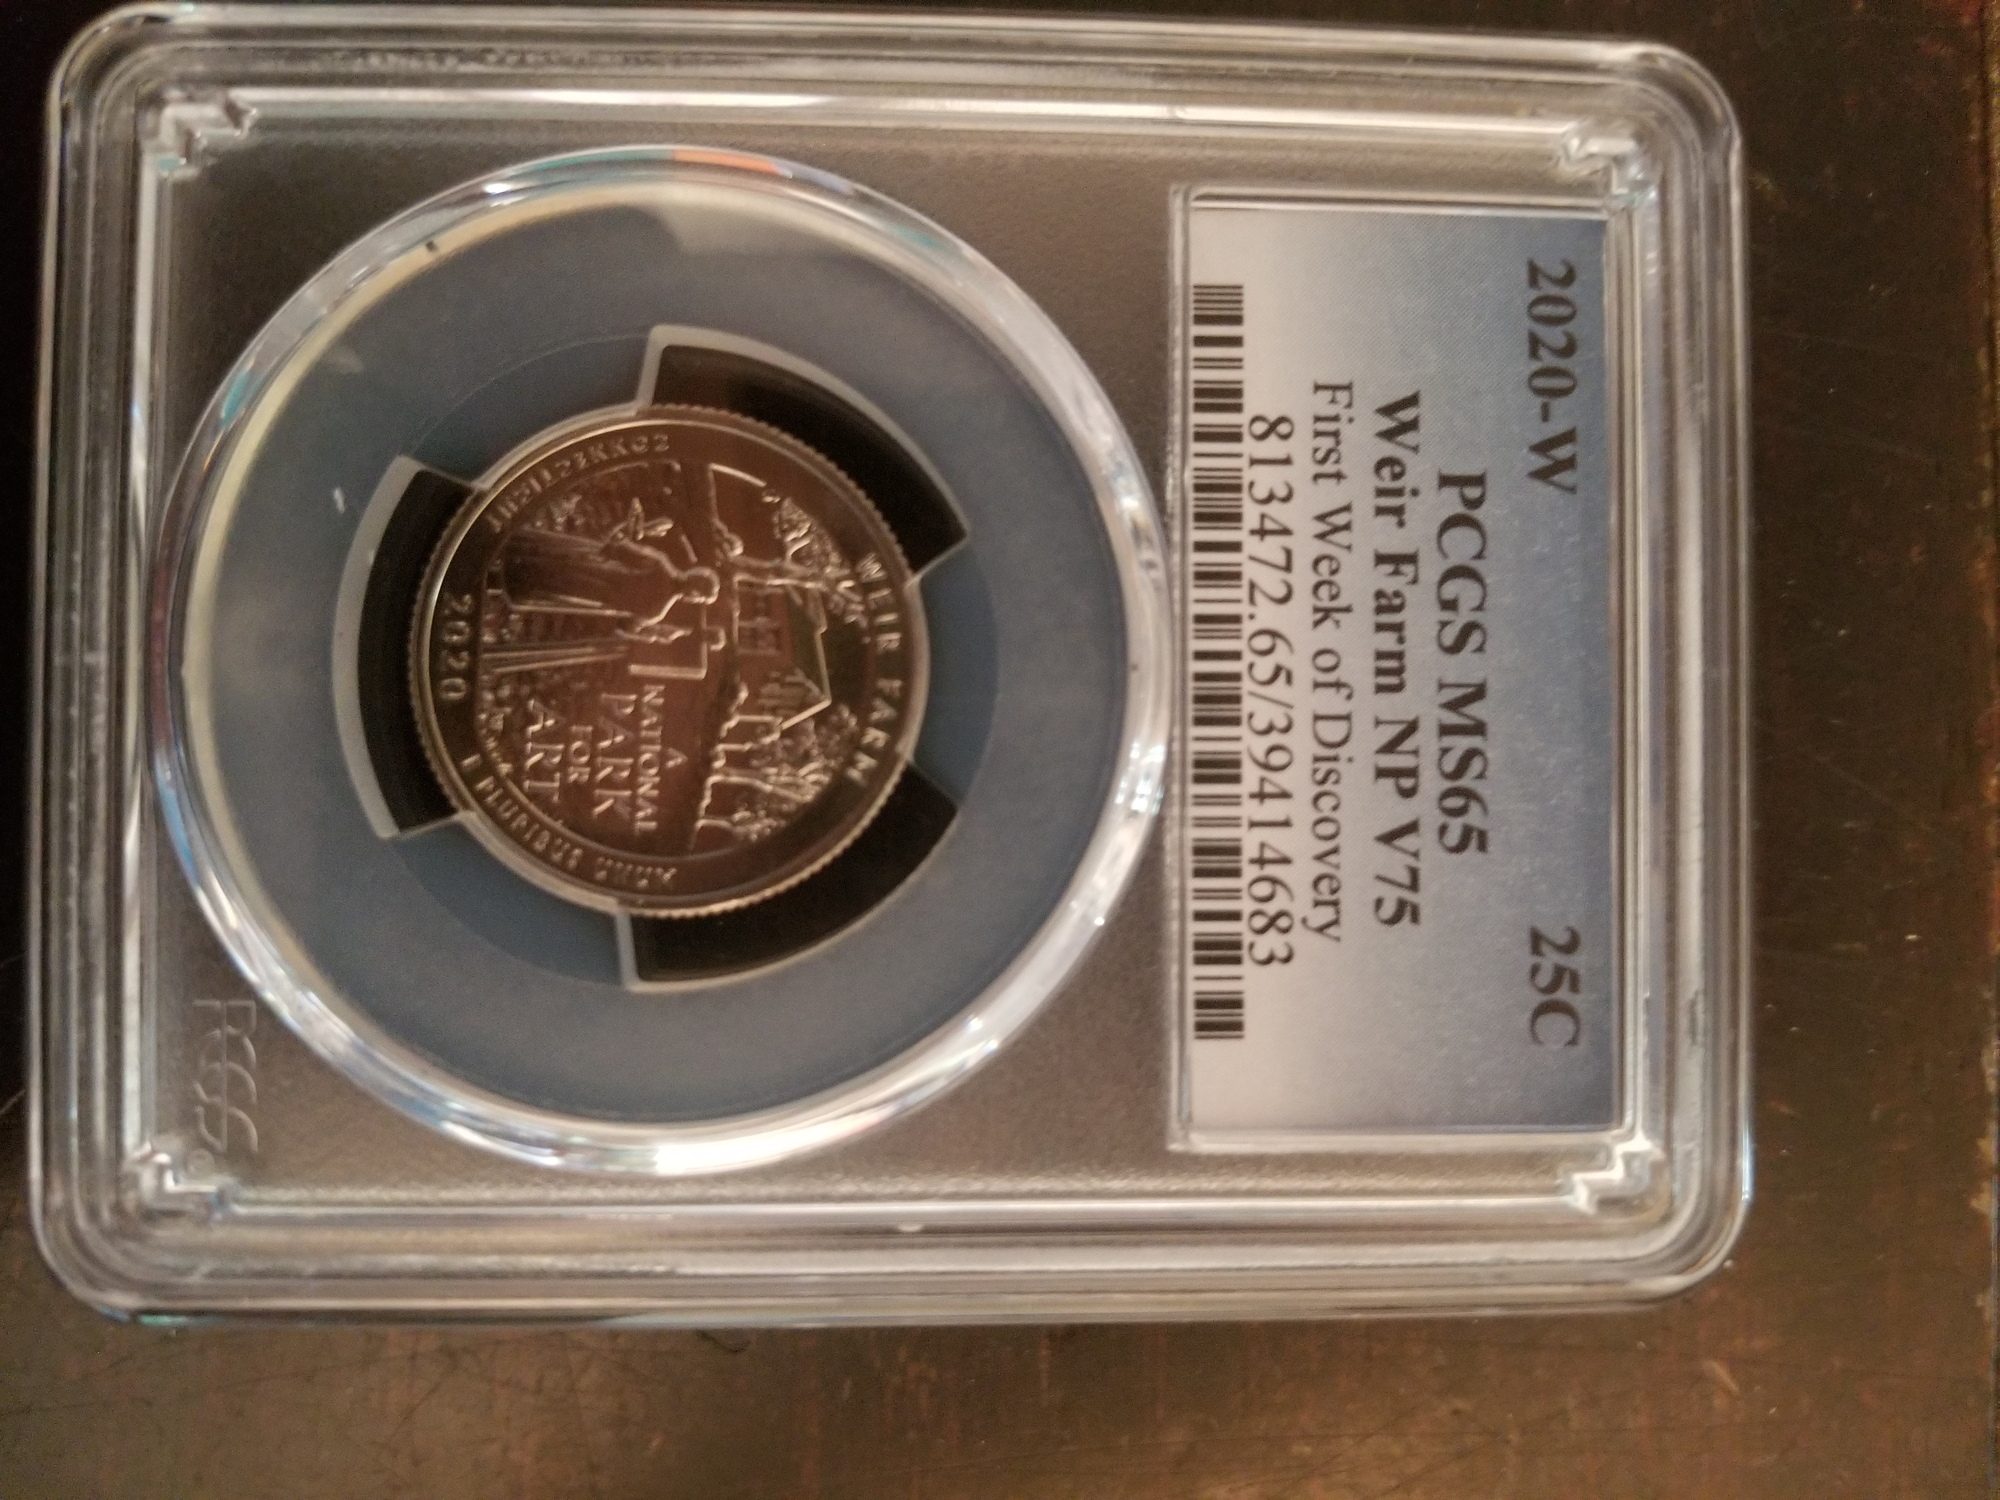 2020-W 25C
PCGS MS65
Weir Farm NP V75
First Week of Discovery
813472.65/39414683
WEIR FARM
A
NATIONAL
PARK
FOR
ART
2020
E PLURIBUS UNUM
PCGS